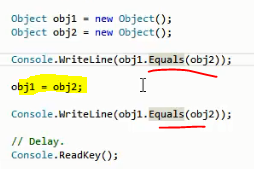 Object obj1 = new Object();
Object obj2 = new Object();
Console.WriteLine(obj1.Equals(obj2));
obj1 = obj2;
Console.WriteLine(obj1.Equals(obj2));
// Delay.
Console.ReadKey();